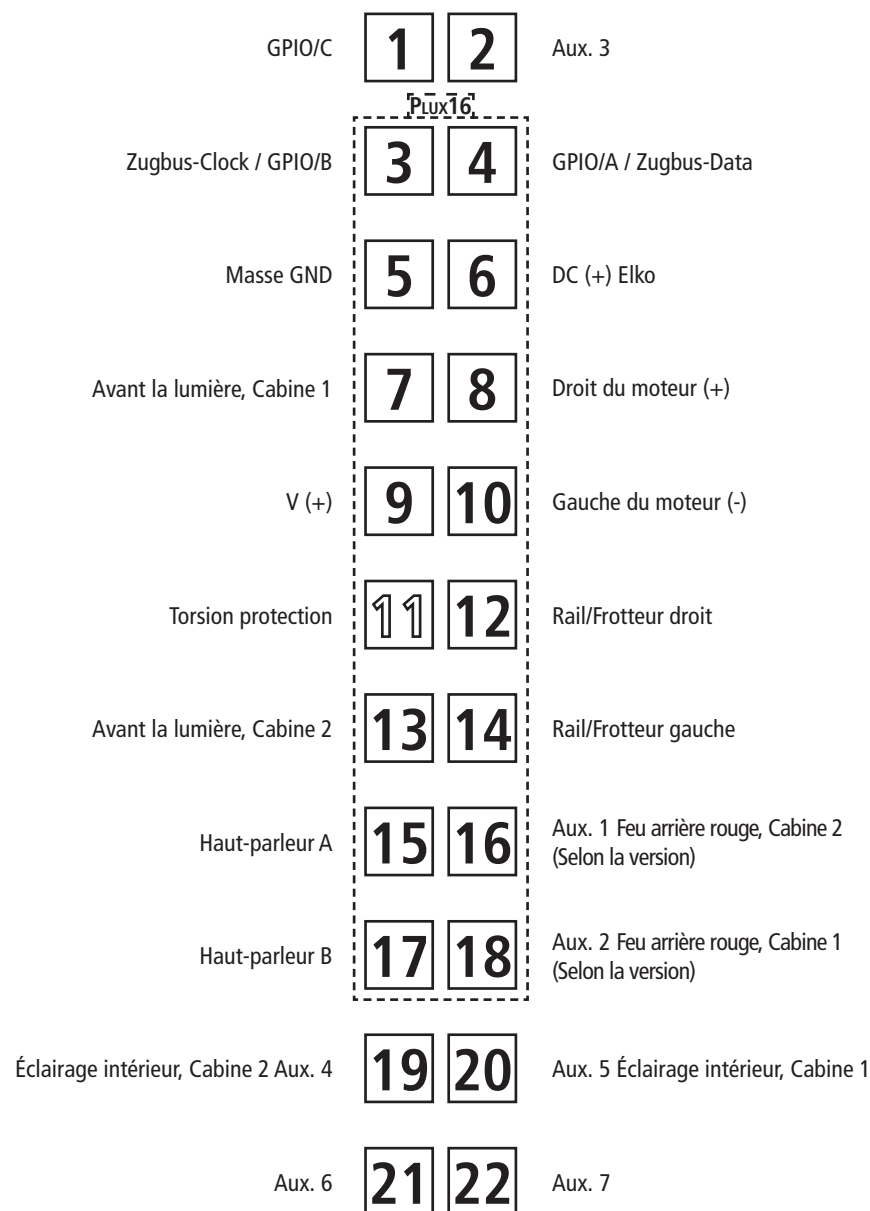 GPIO/C 1 2 Aux. 3
PLUX16
Zugbus-Clock / GPIO/B 3 4 GPIO/A / Zugbus-Data
Masse GND 5 6 DC (+) Elko
Avant la lumière, Cabine 1 7 8 Droit du moteur (+)
V (+) 9 10 Gauche du moteur (-)
Torsion protection 11 12 Rail/Frotteur droit
Avant la lumière, Cabine 2 13 14 Rail/Frotteur gauche
Haut-parleur A 15 16 Aux. 1 Feu arrière rouge, Cabine 2
(Selon la version)
Haut-parleur B 17 18 Aux. 2 Feu arrière rouge, Cabine 1
(Selon la version)
Éclairage intérieur, Cabine 2 Aux. 4 19 20 Aux. 5 Éclairage intérieur, Cabine 1
Aux. 6 21 22 Aux. 7